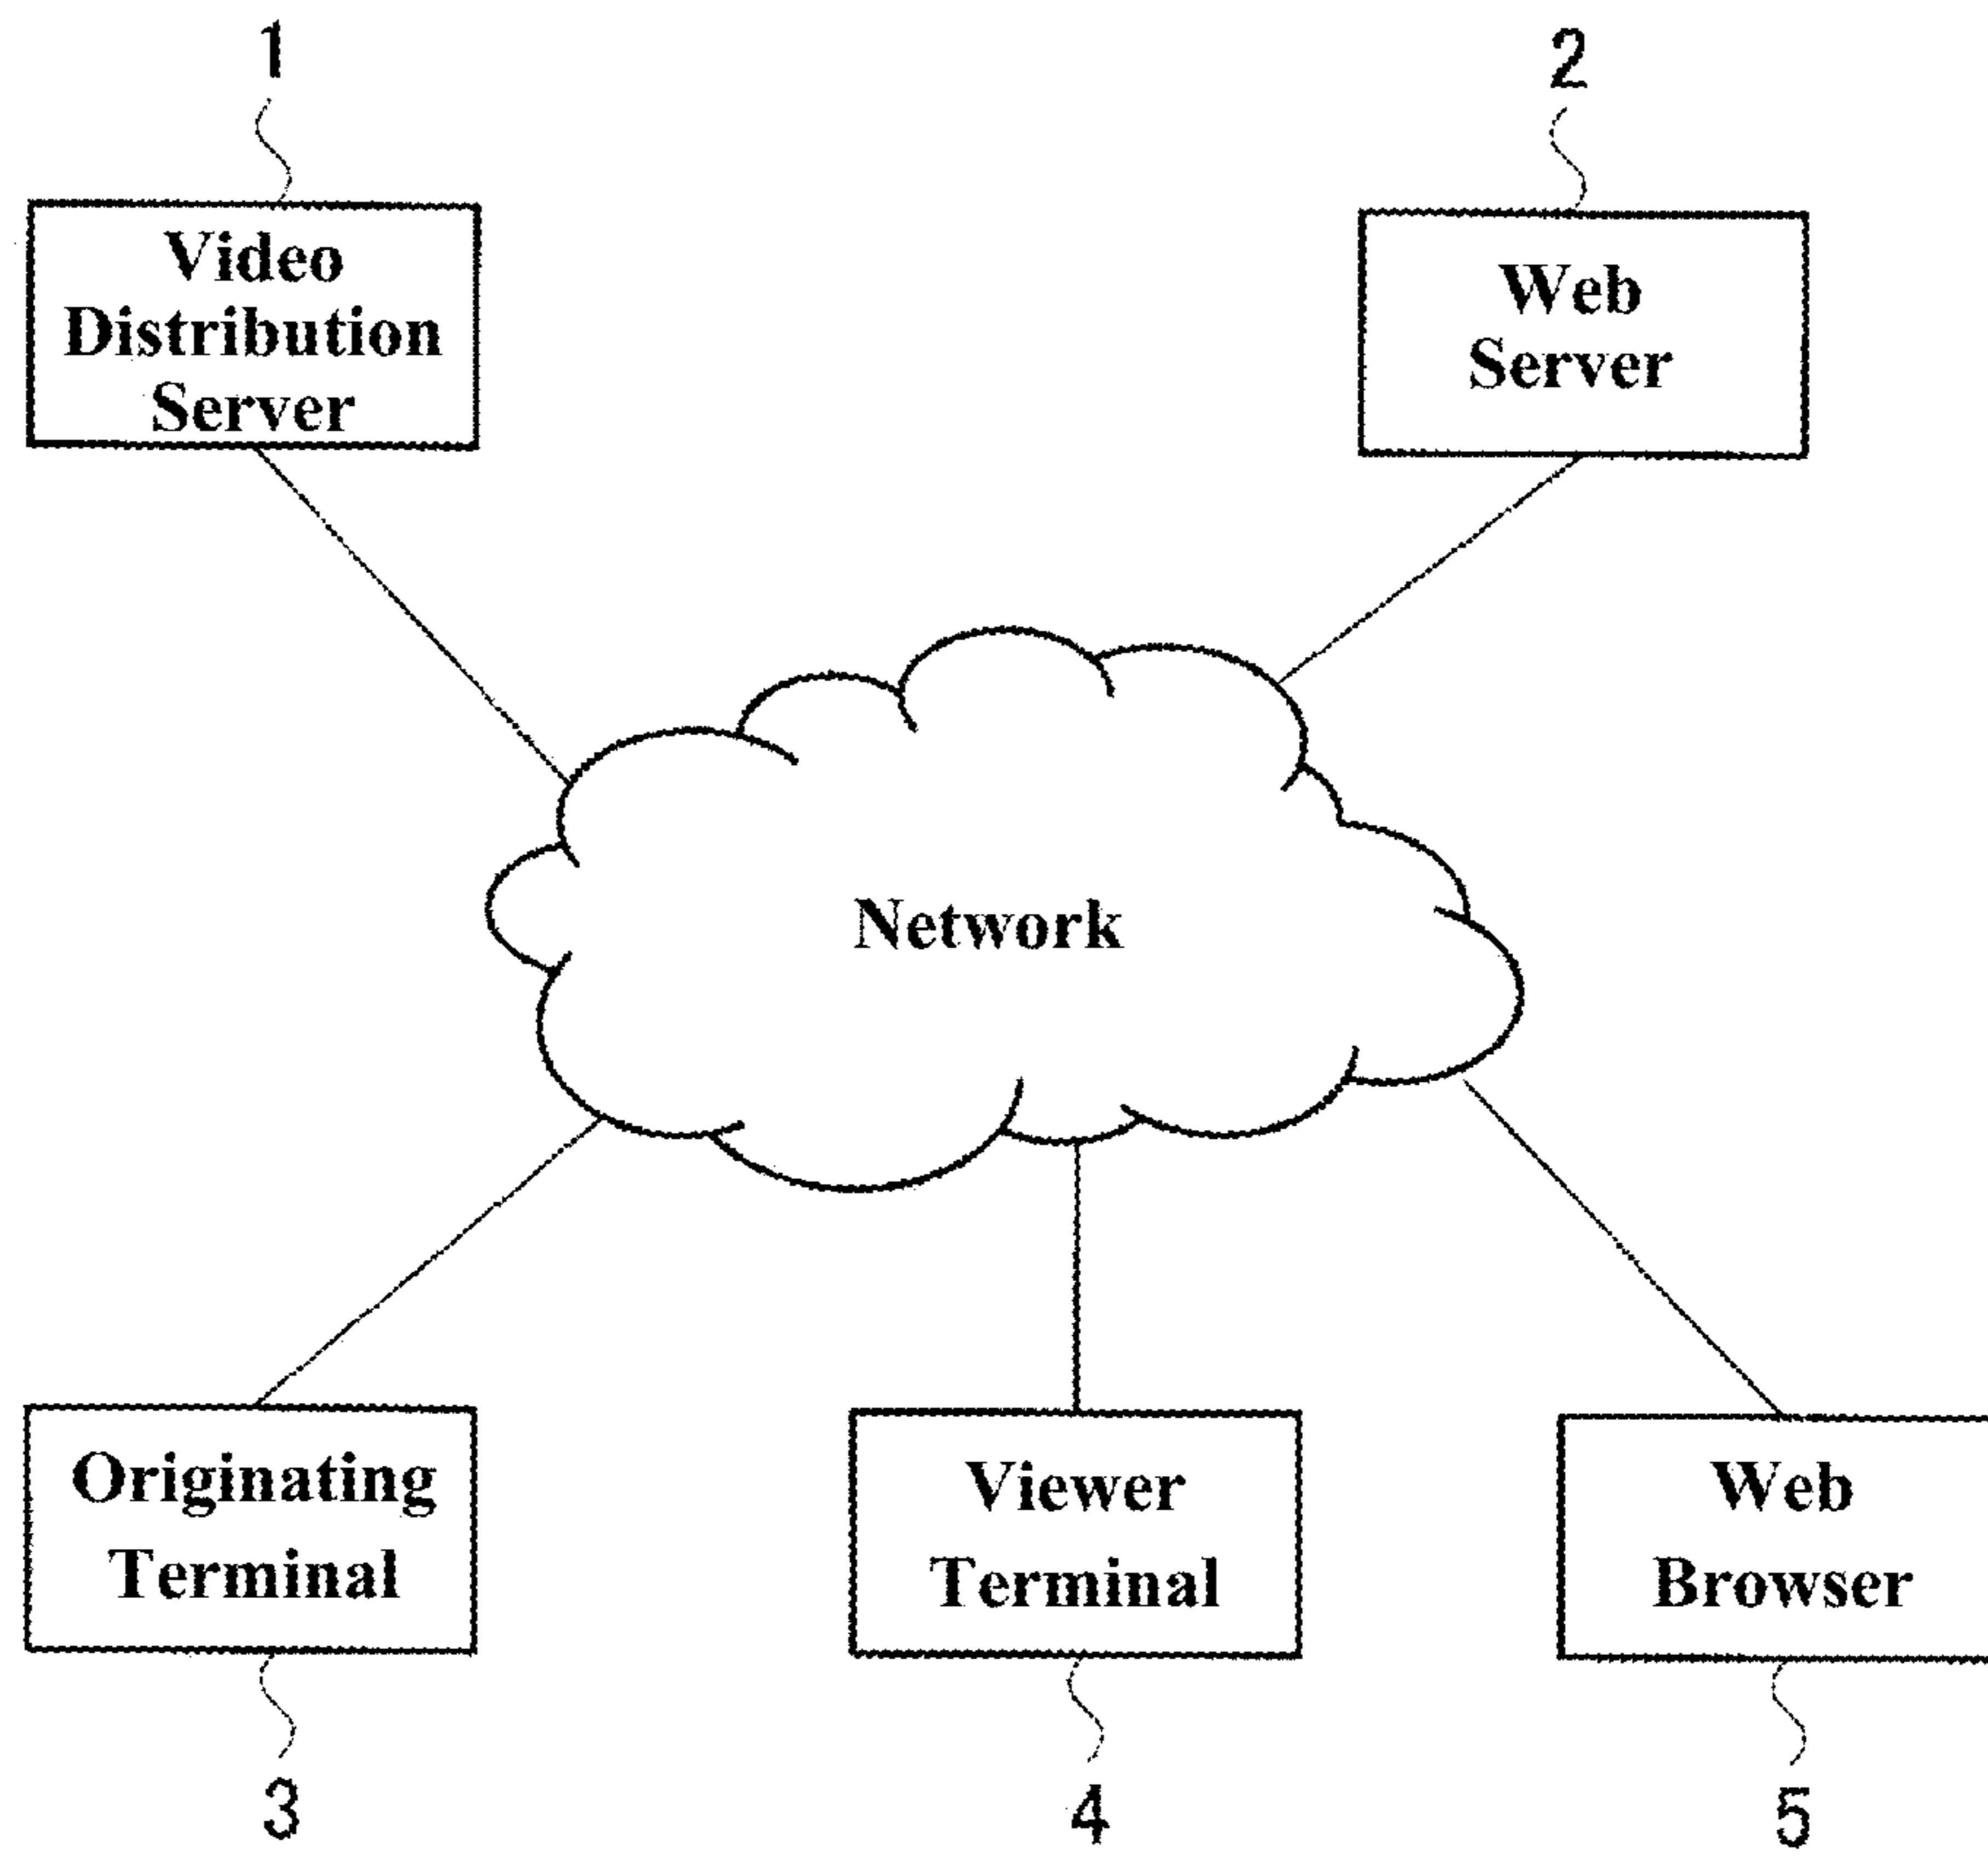 1
2
Video
Distribution
Server
Web
Server
Network
Originating
Terminal
Viewer
Terminal
Web
Browser
3
4
5